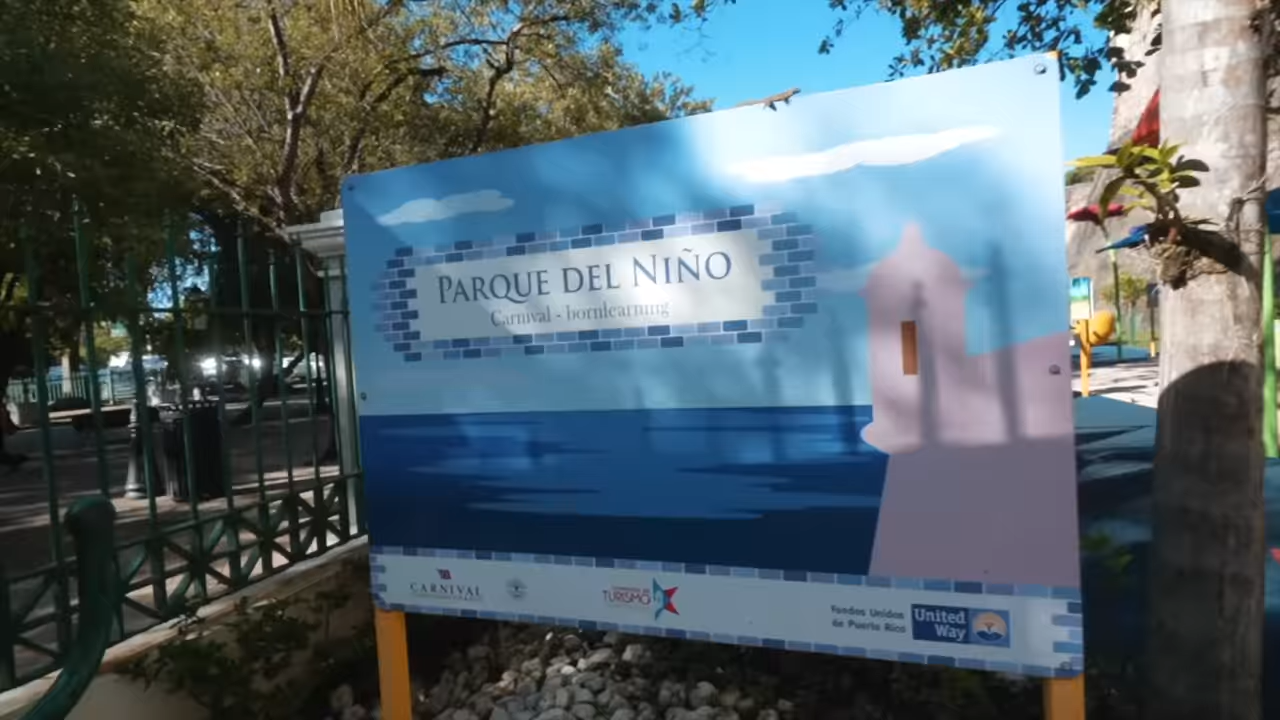 PARQUE DEL NIÑO
Carnival - bornlearning
CARNIVAL
TURISMO
Fondos Unidos
de Puerto Rico
United
Way